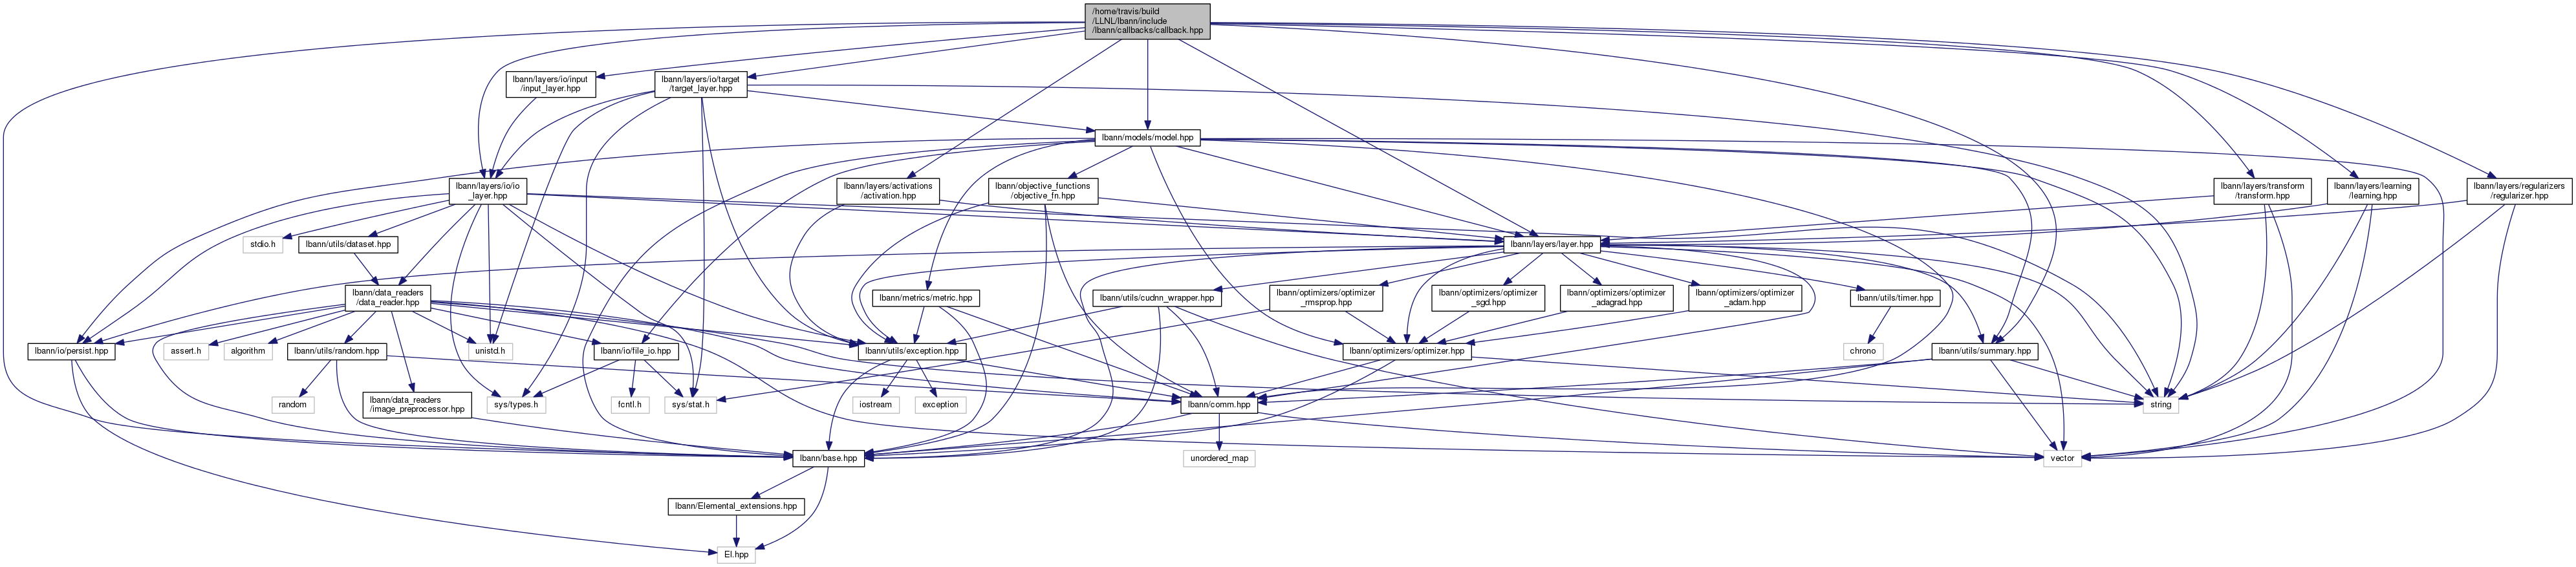 /home/travis/build
/LLNL/lbann/include
/lbann/callbacks/callback.hpp
lbann/layers/io/input
/input_layer.hpp
lbann/layers/io/target
/target_layer.hpp
lbann/models/model.hpp
lbann/layers/io/io
_layer.hpp
lbann/layers/activations
/activation.hpp
lbann/objective_functions
/objective_fn.hpp
lbann/layers/transform
/transform.hpp
lbann/layers/learning
/learning.hpp
lbann/layers/regularizers
/regularizer.hpp
stdio.h
lbann/utils/dataset.hpp
lbann/layers/layer.hpp
lbann/data_readers
/data_reader.hpp
lbann/metrics/metric.hpp
lbann/utils/cudnn_wrapper.hpp
lbann/optimizers/optimizer
_rmsprop.hpp
lbann/optimizers/optimizer
_sgd.hpp
lbann/optimizers/optimizer
_adagrad.hpp
lbann/optimizers/optimizer
_adam.hpp
lbann/utils/timer.hpp
lbann/io/persist.hpp
assert.h
algorithm
lbann/utils/random.hpp
unistd.h
lbann/io/file_io.hpp
lbann/utils/exception.hpp
lbann/optimizers/optimizer.hpp
chrono
lbann/utils/summary.hpp
random
lbann/data_readers
/image_preprocessor.hpp
sys/types.h
fcntl.h
sys/stat.h
iostream
exception
lbann/comm.hpp
string
lbann/base.hpp
unordered_map
vector
lbann/Elemental_extensions.hpp
El.hpp